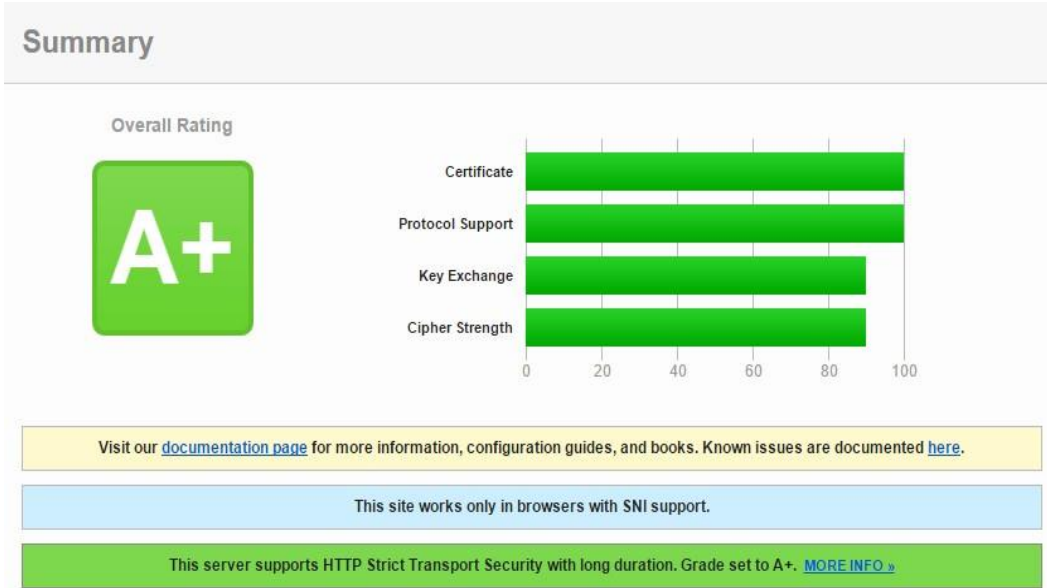 Summary
Overall Rating
A+
Certificate
Protocol Support
Key Exchange
Cipher Strength
0 20 40 60 80 100
Visit our documentation page for more information, configuration guides, and books. Known issues are documented here.
This site works only in browsers with SNI support.
This server supports HTTP Strict Transport Security with long duration. Grade set to A+. MORE INFO »